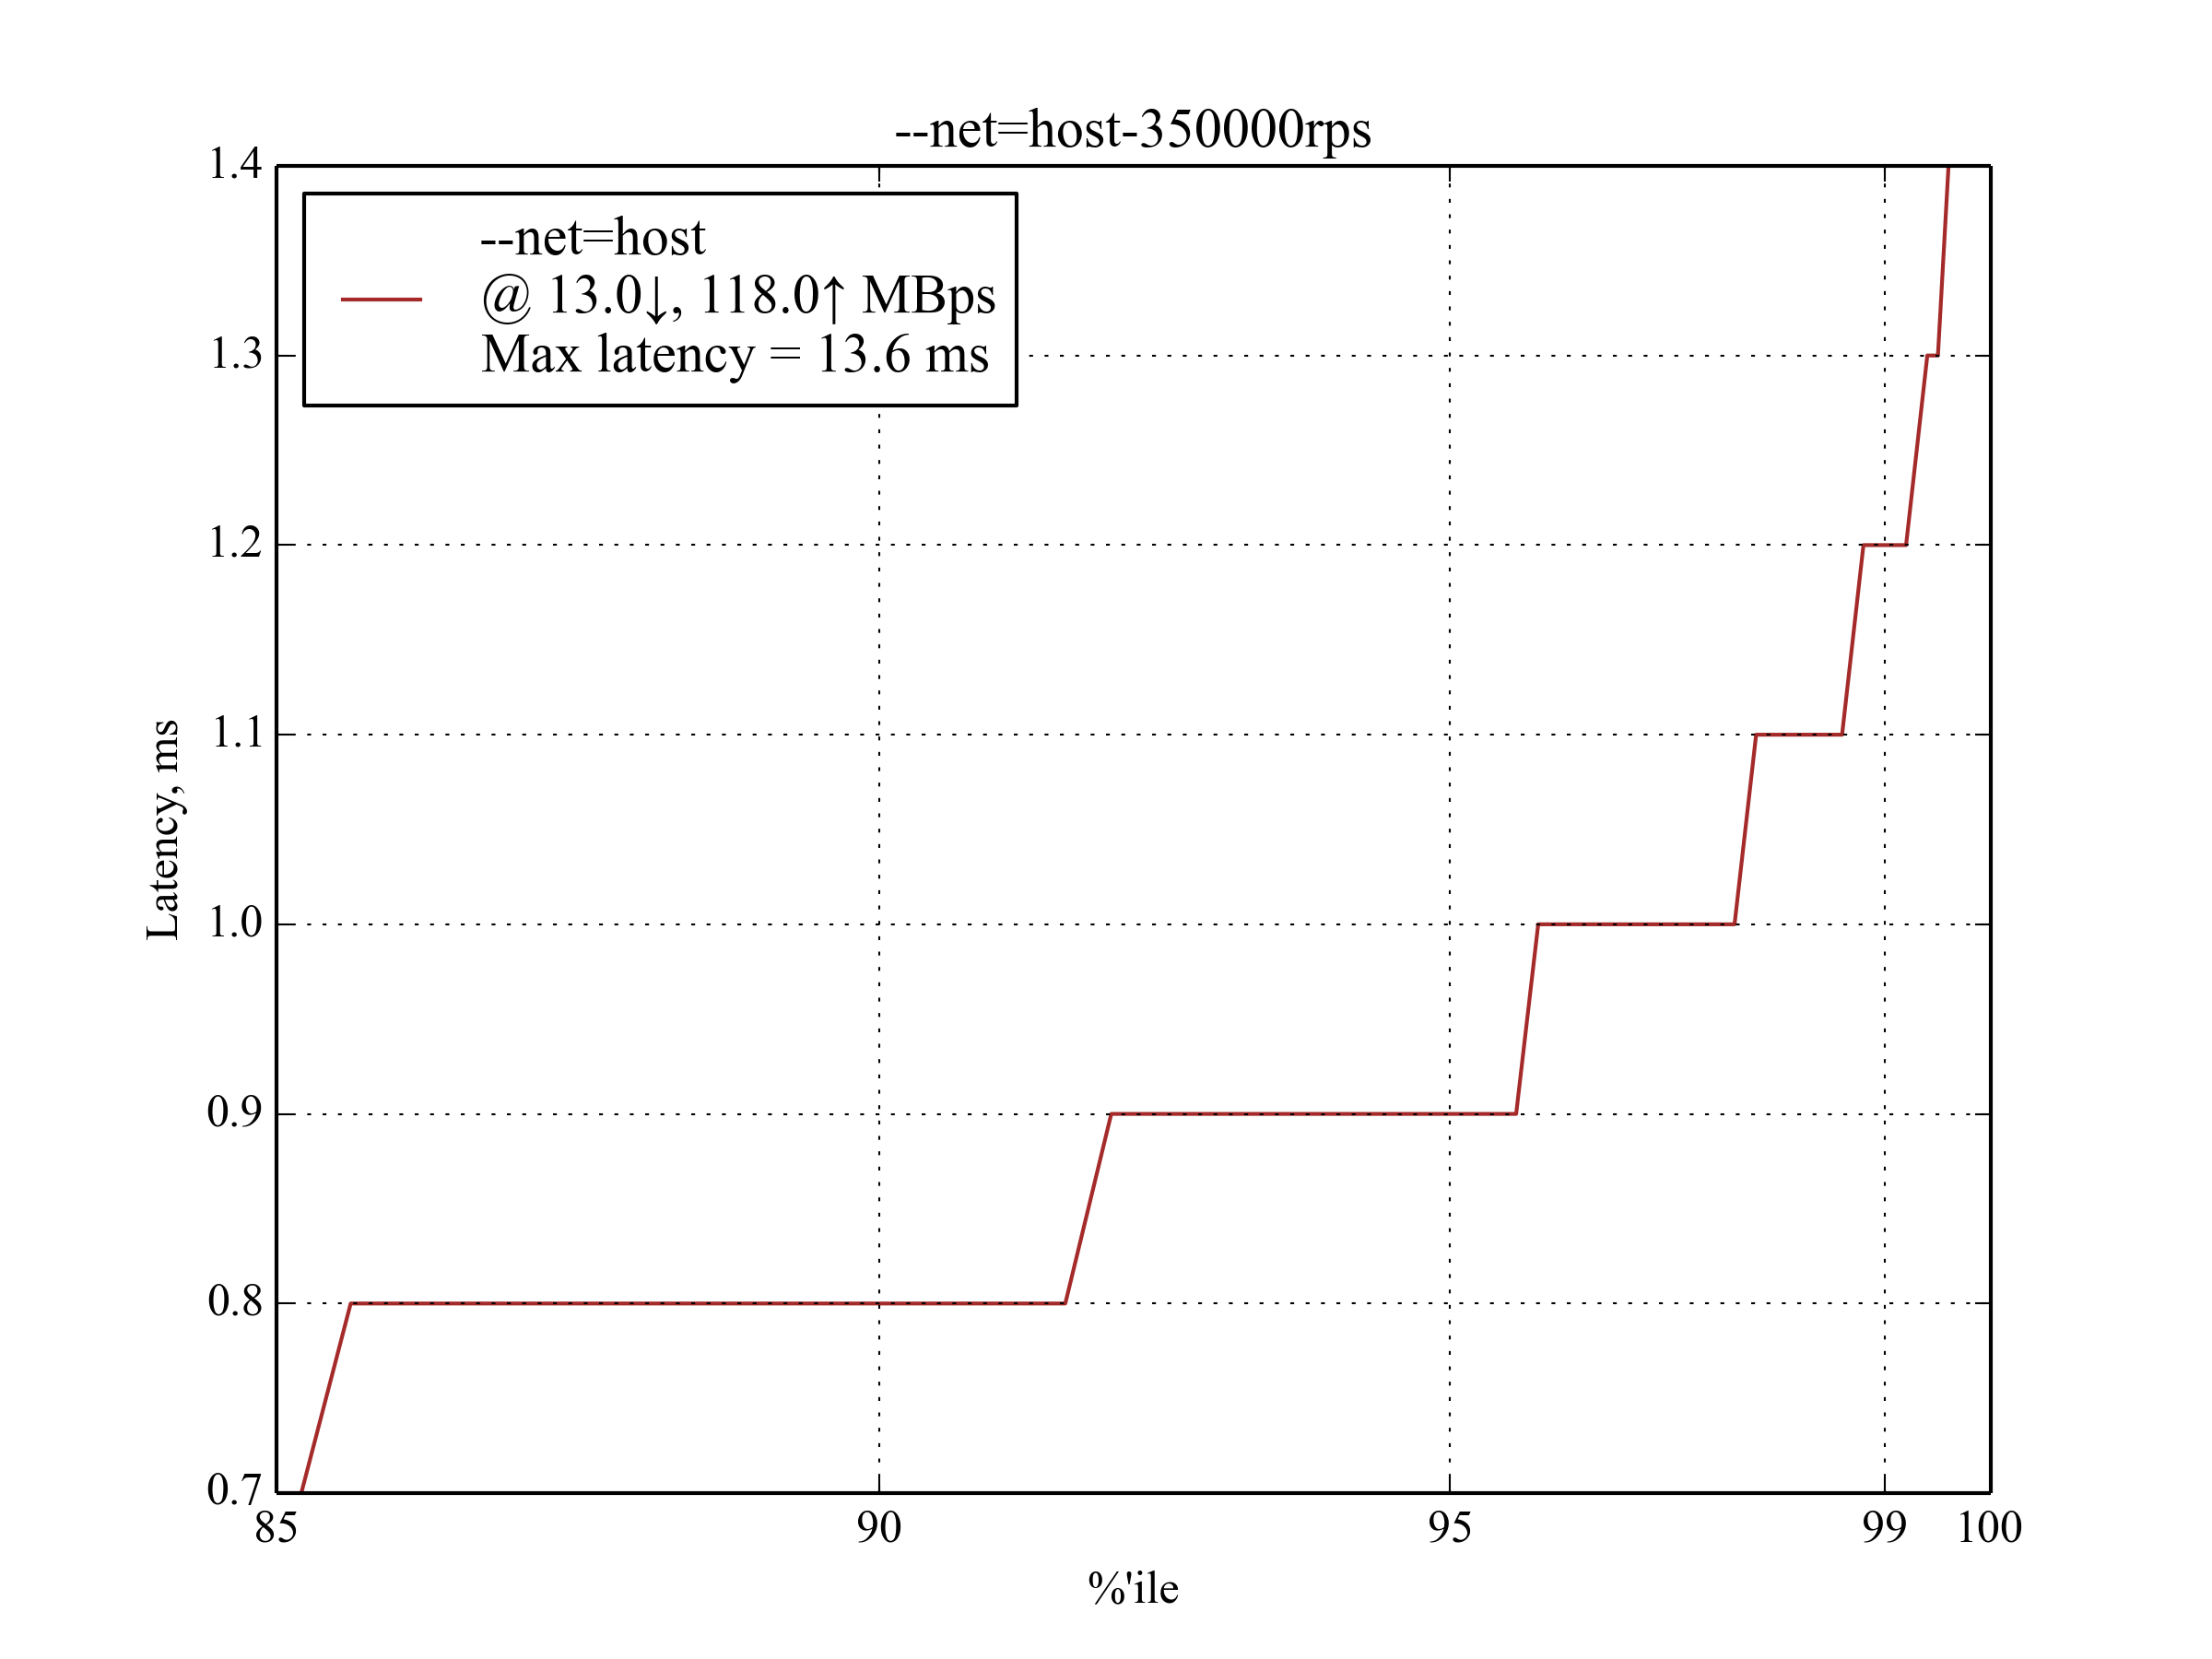 --net=host-350000rps
--net=host
@ 13.0↓, 118.0↑ MBps
Max latency = 13.6 ms
1.4
1.3
1.2
1.1
1.0
0.9
0.8
0.7
Latency, ms
85 90 95 99 100
%'ile